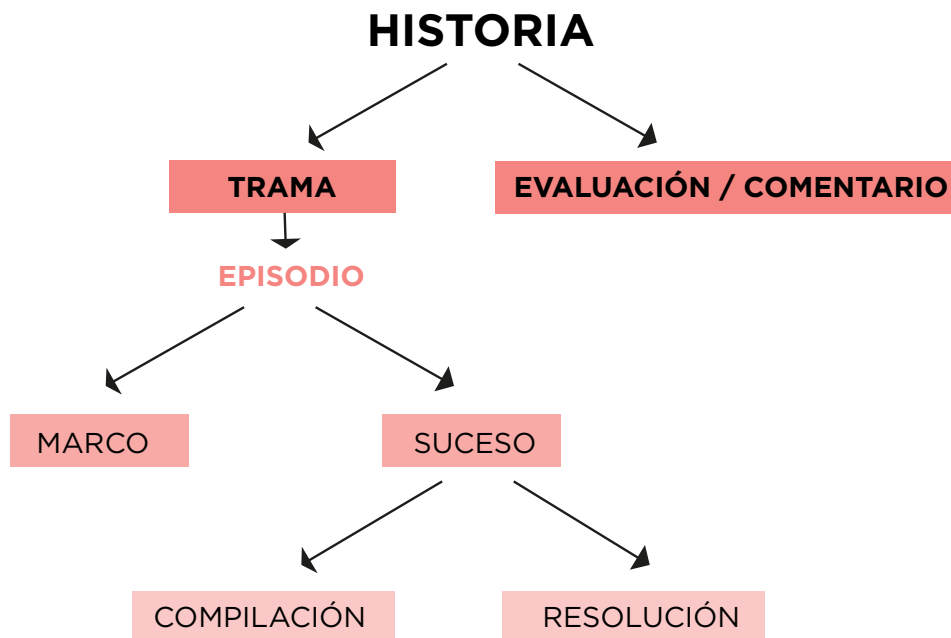 HISTORIA
TRAMA
EVALUACIÓN / COMENTARIO
EPISODIO
MARCO
SUCESO
COMPILACIÓN
RESOLUCIÓN